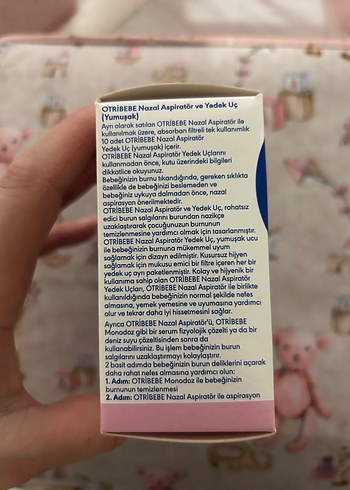 OTRİBEBE Nazal Aspiratör ve Yedek Uç
(Yumuşak)
Ayrı olarak satılan OTRİBEBE Nazal Aspiratör ile
kullanılmak üzere, absorban filtreli tek kullanımlık
10 adet OTRİBEBE Nazal Aspiratör
Yedek Uç (yumuşak) içerir.
OTRİBEBE Nazal Aspiratör Yedek Uçlarını
kullanmadan önce, kutu üzerindeki bilgileri
dikkatlice okuyunuz.
Bebeğinizin burnu tıkandığında, gereken sıklıkta
özellikle de bebeğinizi beslemeden ve
bebeğiniz uykuya dalmadan önce, nazal
aspirasyon önerilmektedir.
OTRİBEBE Nazal Aspiratör ve Yedek Uç, rahatsız
edici burun salgılarını burundan nazikçe
uzaklaştırarak çocuğunuzun burnunun
temizlenmesine yardımcı olmak için tasarlanmıştır.
OTRİBEBE Nazal Aspiratör Yedek Uç, yumuşak ucu
ile bebeğinizin burnuna mükemmel uyum
sağlamak için dizayn edilmiştir. Kusursuz hijyen
sağlamak için mukusu emici bir filtre içeren her bir
yedek uç ayrı paketlenmiştir. Kolay ve hijyenik bir
kullanıma sahip olan OTRİBEBE Nazal Aspiratör
Yedek Uçları, OTRİBEBE Nazal Aspiratör ile birlikte
kullanıldığında bebeğinizin normal şekilde nefes
almasına, yemek yemesine ve uyumasına yardımcı
olur ve tekrar daha iyi hissetmesini sağlar.
Ayrıca OTRİBEBE Nazal Aspiratör'ü, OTRİBEBE
Monodoz gibi bir serum fizyolojik çözeltisi ya da bir
deniz suyu çözeltisinden sonra da
kullanabilirsiniz. Bu işlem bebeğinizin burun
salgılarını uzaklaştırmayı kolaylaştırır.
2 basit adımda bebeğinizin burun deliklerini açarak
daha rahat nefes almasına yardımcı olun:
1. Adım: OTRİBEBE Monodoz ile bebeğinizin
burnunun temizlenmesi
2. Adım: OTRİBEBE Nazal Aspiratör ile aspirasyon